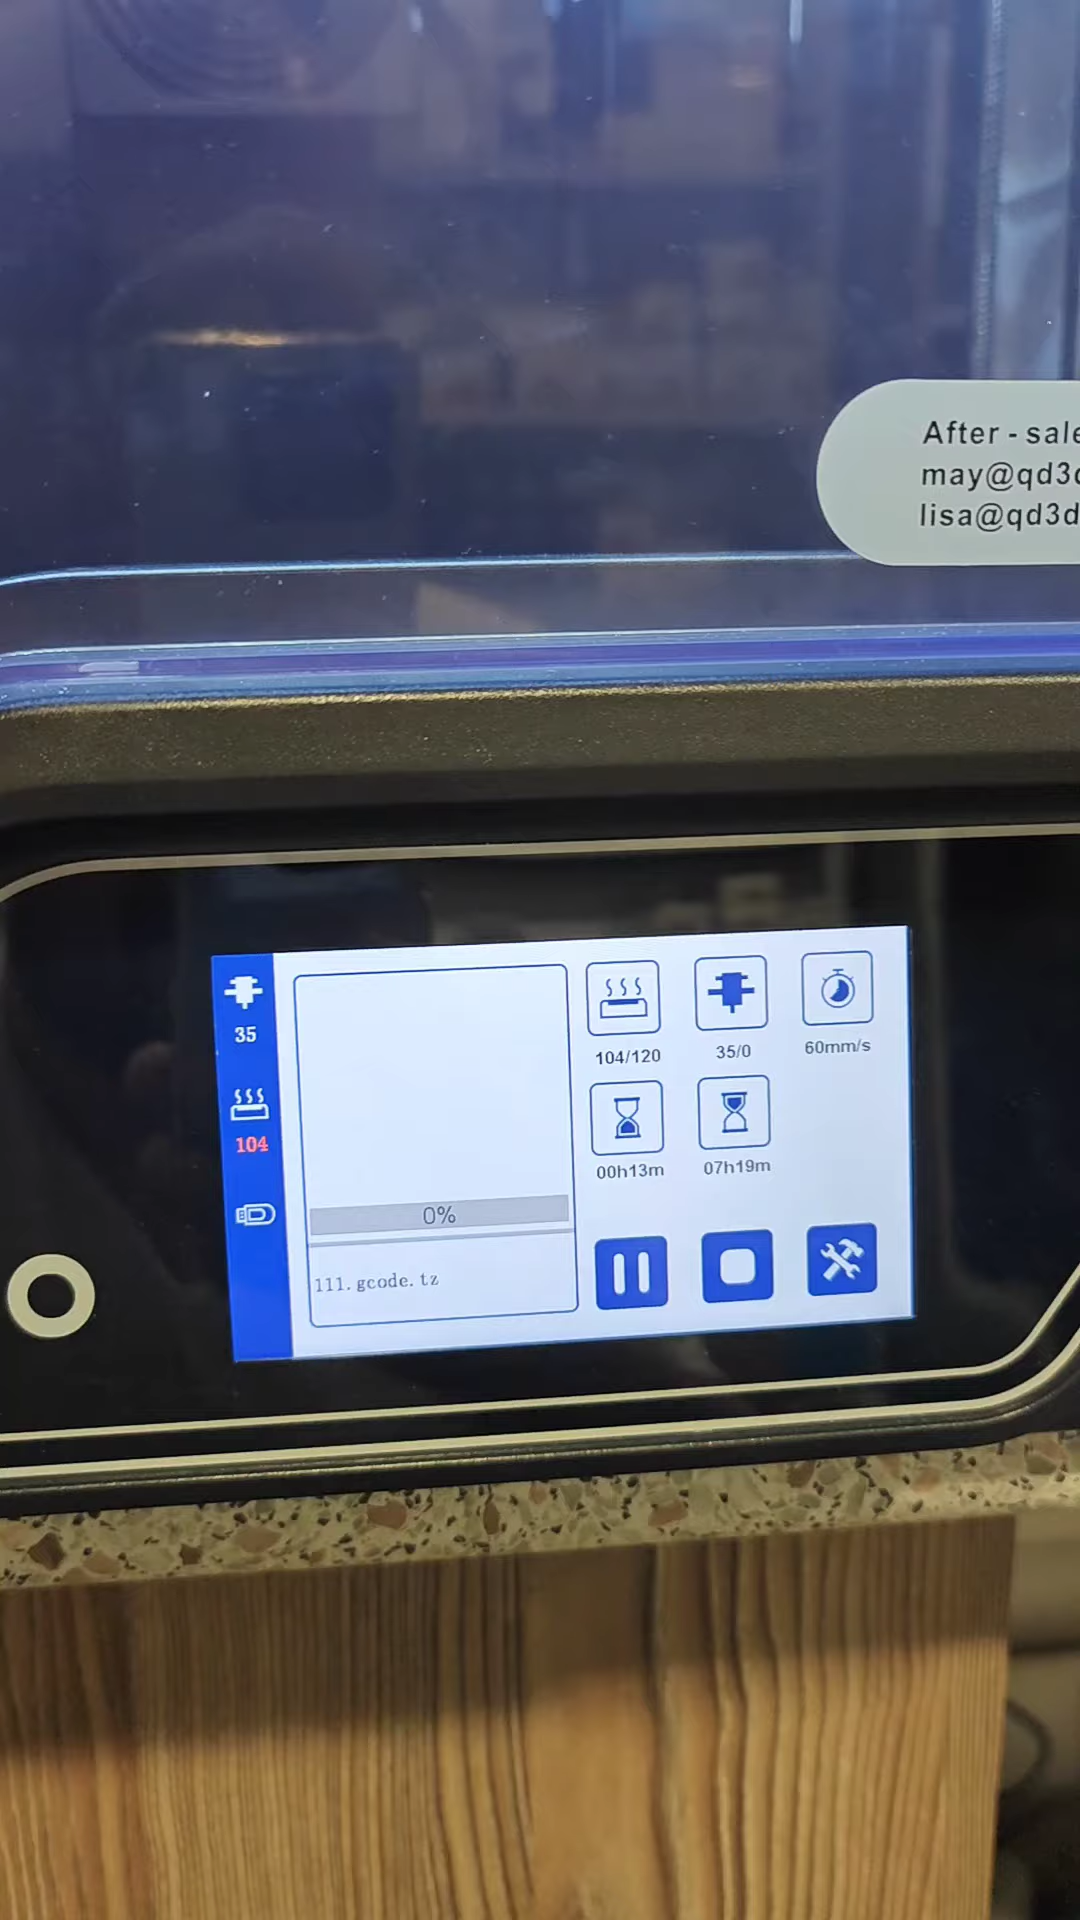 After - sale
may@qd3d
lisa@qd3d
35
104
0%
111.gcode.tz
104/120
35/0
60mm/s
00h13m
07h19m